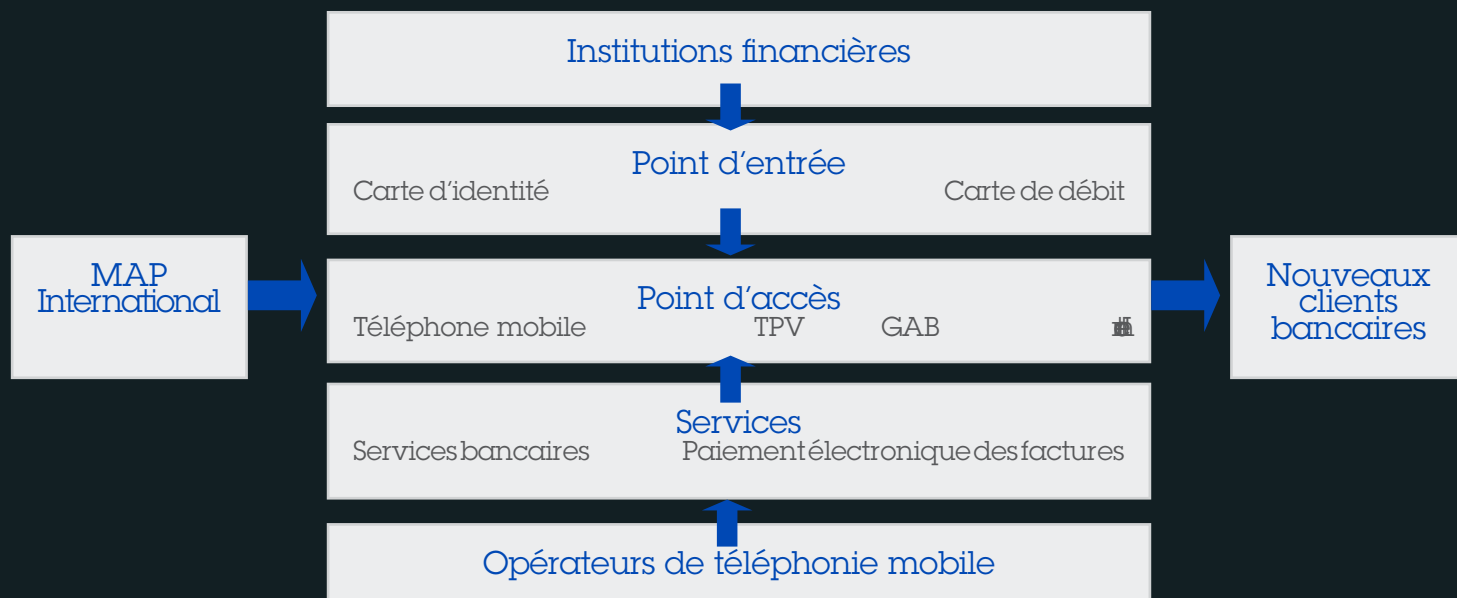 Institutions financières
Point d'entrée
Carte d'identité Carte de débit
MAP
International
Point d'accès
Téléphone mobile TPV GAB
Nouveaux
clients
bancaires
Services
Services bancaires Paiement électronique des factures
Opérateurs de téléphonie mobile